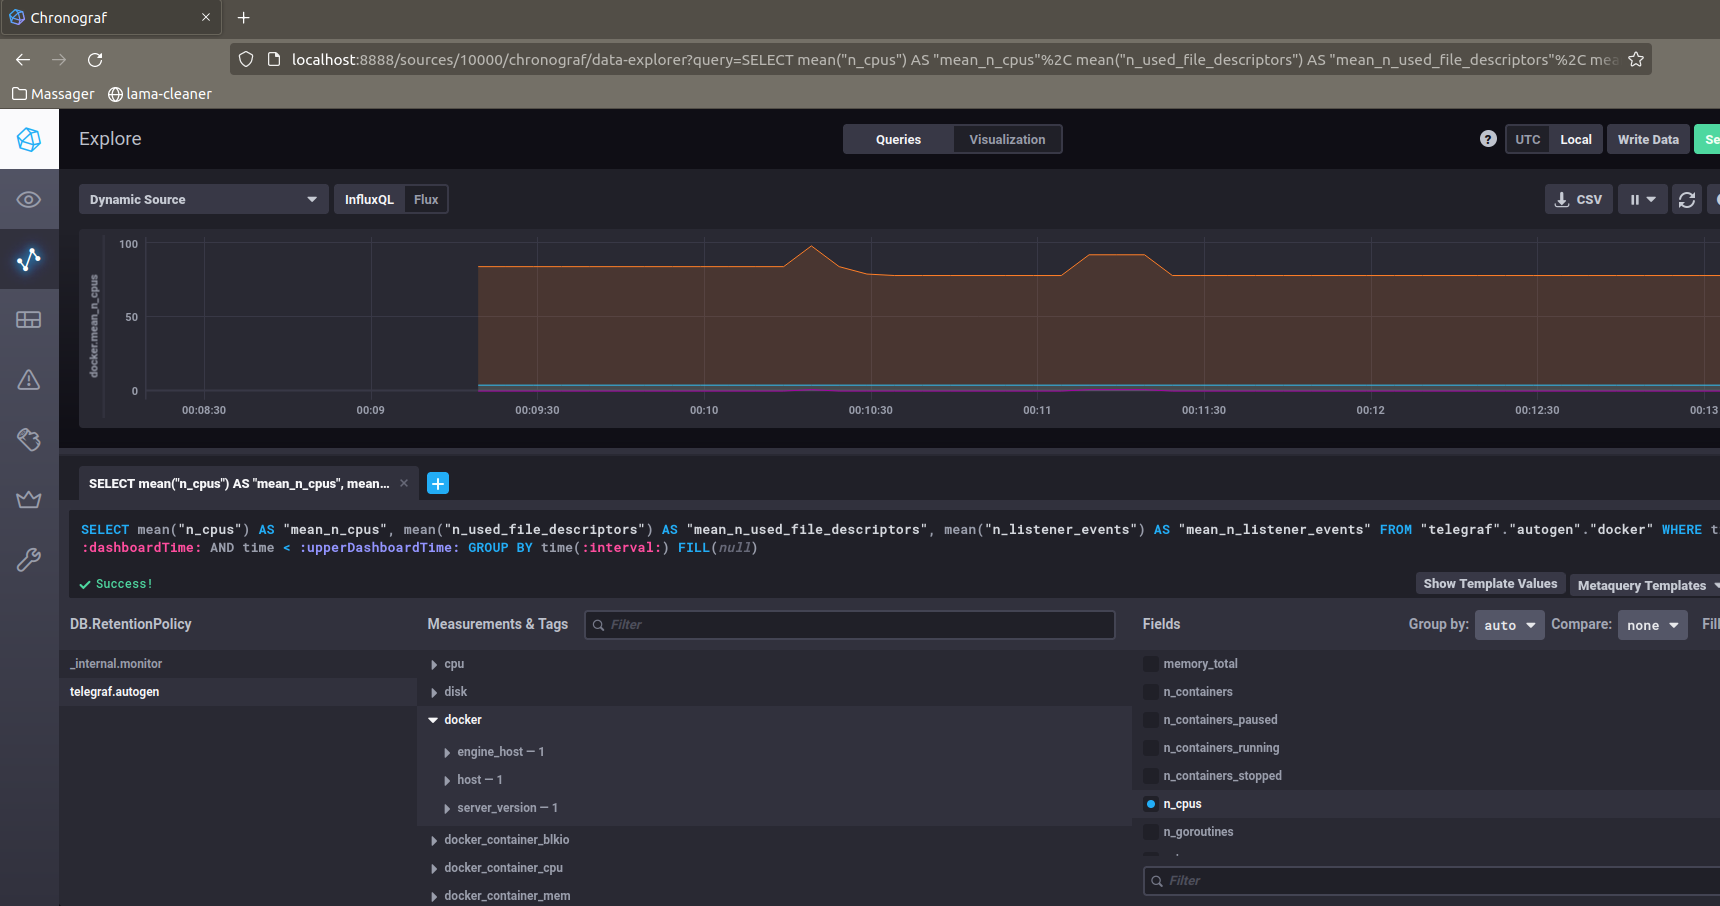 Chronograf
localhost:8888/sources/10000/chronograf/data-explorer?query=SELECT mean("n_cpus") AS "mean_n_cpus"%2C mean("n_used_file_descriptors") AS "mean_n_used_file_descriptors"%2C mea
Massager lama-cleaner
Explore
Queries Visualization
? UTC Local Write Data Se
Dynamic Source InfluxQL Flux
CSV
docker.mean_n_cpus
100
50
0
00:08:30 00:09 00:09:30 00:10 00:10:30 00:11 00:11:30 00:12 00:12:30 00:13
SELECT mean("n_cpus") AS "mean_n_cpus", mean...
SELECT mean("n_cpus") AS "mean_n_cpus", mean("n_used_file_descriptors") AS "mean_n_used_file_descriptors", mean("n_listener_events") AS "mean_n_listener_events" FROM "telegraf"."autogen"."docker" WHERE t
:dashboardTime: AND time < :upperDashboardTime: GROUP BY time(:interval:) FILL(null)
Success!
Show Template Values Metaquery Templates
DB.RetentionPolicy
_internal.monitor
telegraf.autogen
Measurements & Tags Filter
cpu
disk
docker
engine_host — 1
host — 1
server_version — 1
docker_container_blkio
docker_container_cpu
docker_container_mem
Fields Group by: auto Compare: none Fill
memory_total
n_containers
n_containers_paused
n_containers_running
n_containers_stopped
n_cpus
n_goroutines
Filter